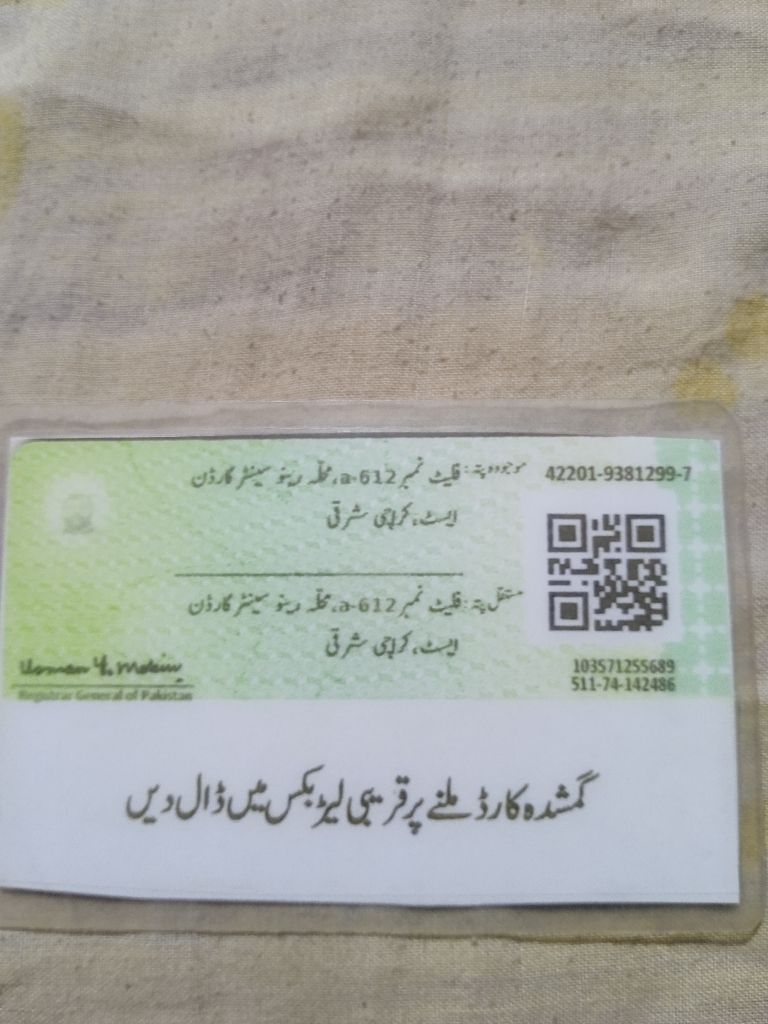 42201-9381299-7
موجودہ پتہ: فلیٹ نمبر a-612، محلّہ رینو سینٹر گارڈن
ایسٹ، کراچی شرقی
مستقل پتہ: فلیٹ نمبر a-612، محلّہ رینو سینٹر گارڈن
ایسٹ، کراچی شرقی
103571255689
511-74-142486
Registrar General of Pakistan
گمشدہ کارڈ ملنے پر قریبی لیٹر بکس میں ڈال دیں